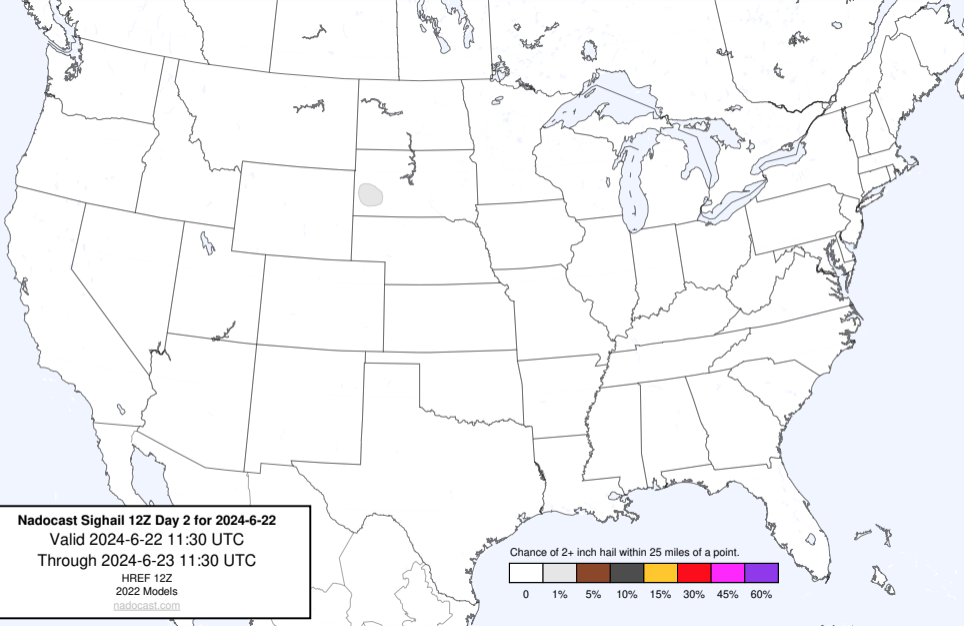 Nadocast Sighail 12Z Day 2 for 2024-6-22
Valid 2024-6-22 11:30 UTC
Through 2024-6-23 11:30 UTC
HREF 12Z
2022 Models
nadocast.com
Chance of 2+ inch hail within 25 miles of a point.
0 1% 5% 10% 15% 30% 45% 60%